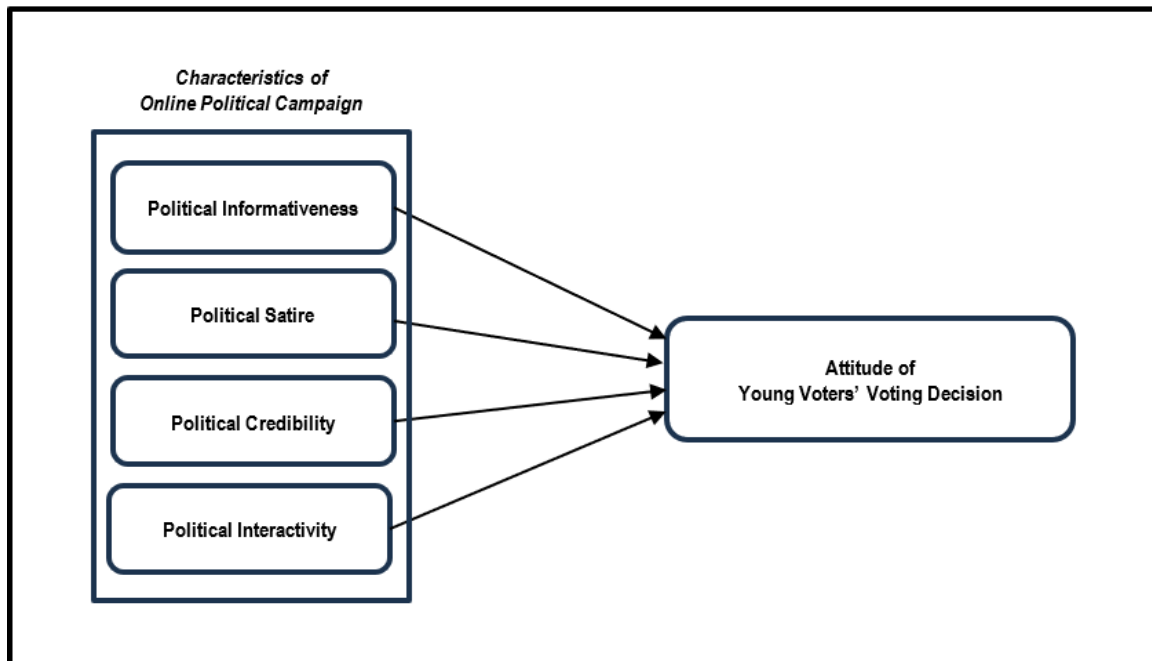 Characteristics of
Online Political Campaign
Political Informativeness
Political Satire
Political Credibility
Political Interactivity
Attitude of
Young Voters’ Voting Decision